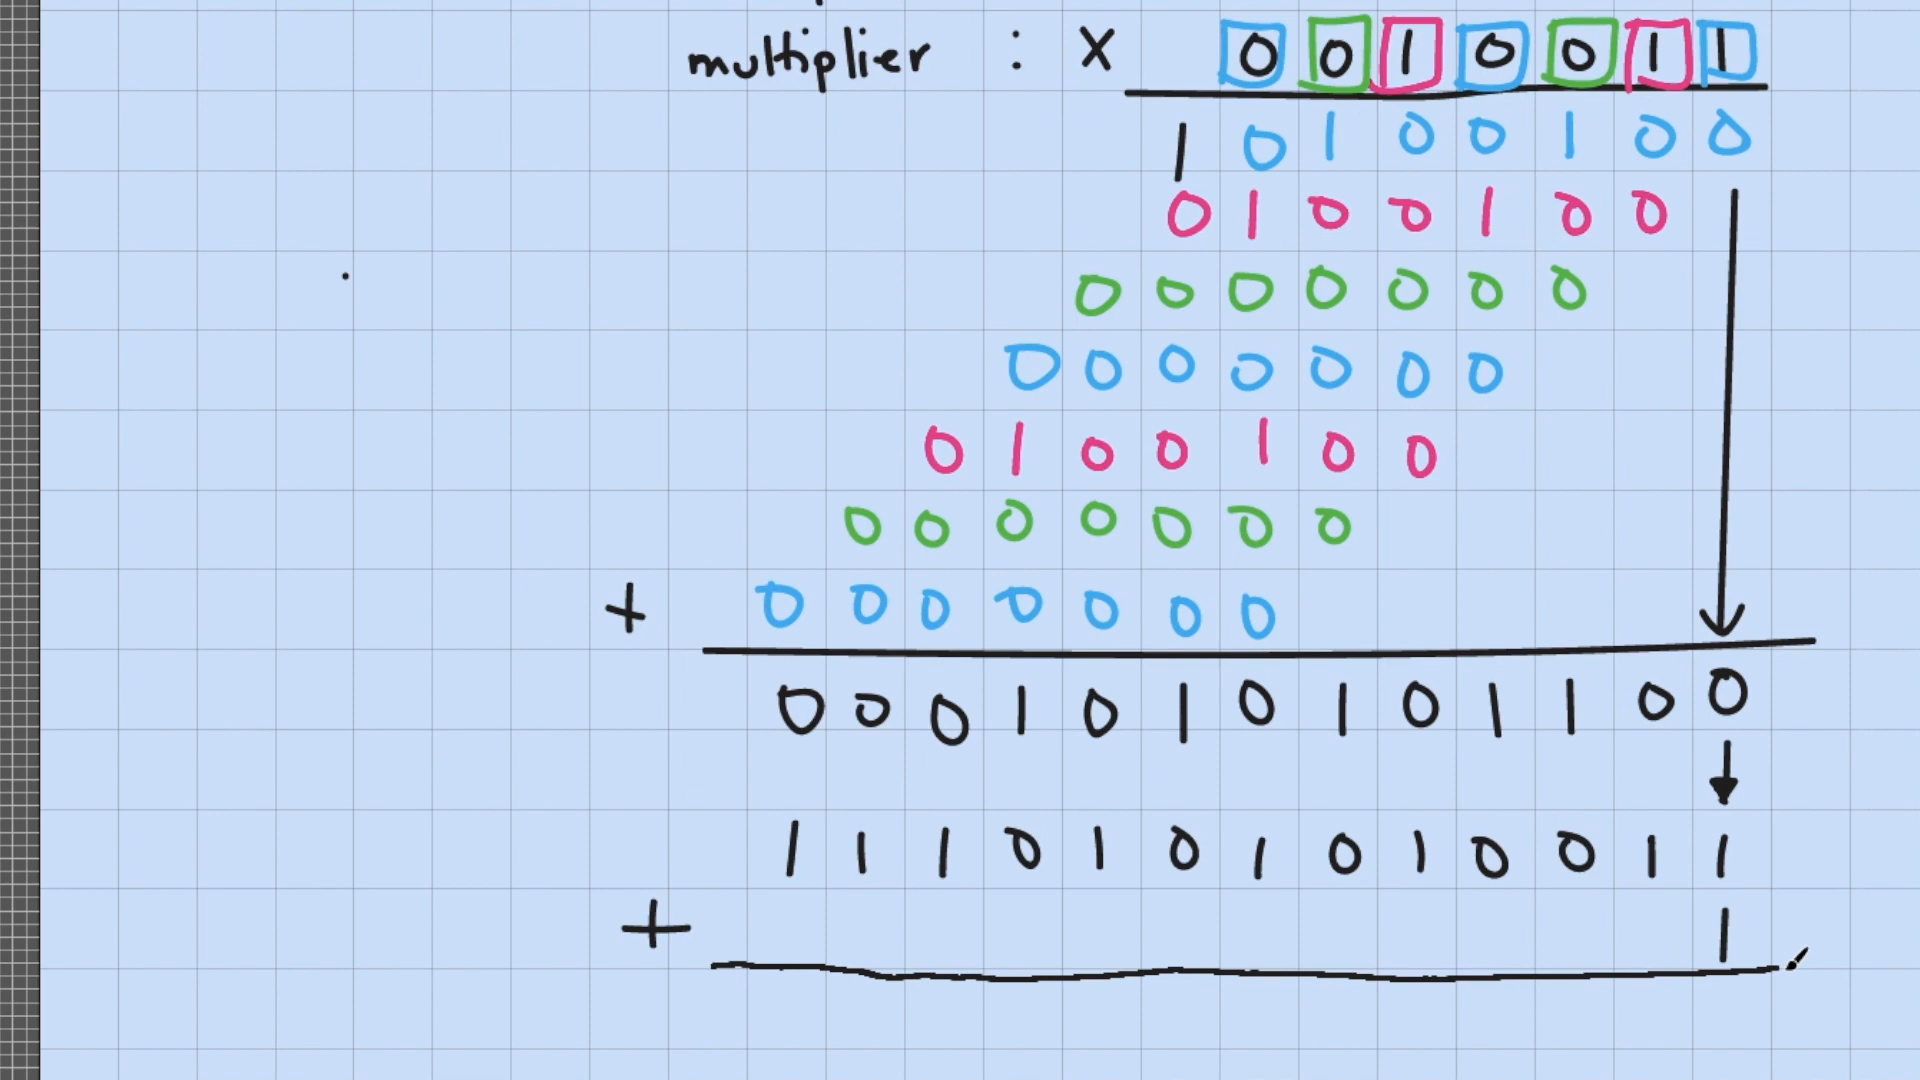 multiplier : X 0 0 1 0 0 1 1
1 0 1 0 0 1 0 0
0 1 0 0 1 0 0
0 0 0 0 0 0 0
0 0 0 0 0 0 0
0 1 0 0 1 0 0
0 0 0 0 0 0 0
+ 0 0 0 0 0 0 0
0 0 0 1 0 1 0 1 0 1 1 0 0
1 1 1 0 1 0 1 0 1 0 0 1 1
+ 1